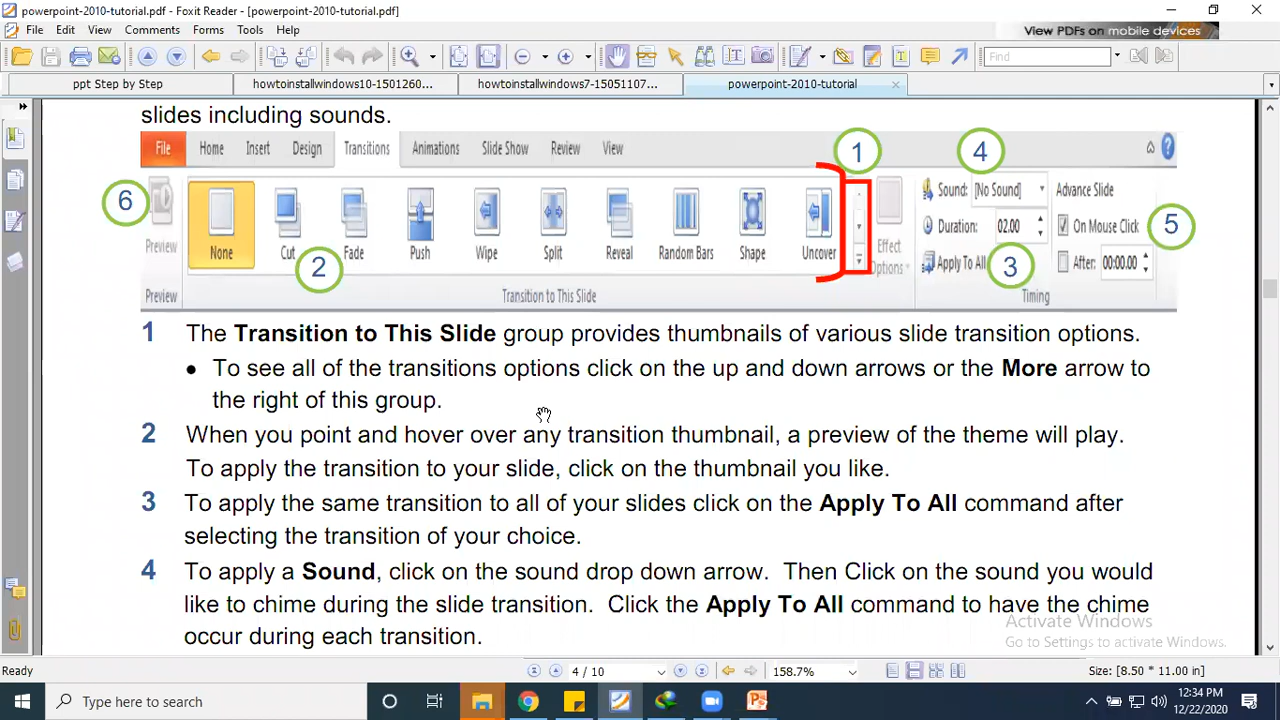 powerpoint-2010-tutorial.pdf - Foxit Reader - [powerpoint-2010-tutorial.pdf]
File Edit View Comments Forms Tools Help
View PDFs on mobile devices
Find
ppt Step by Step
howtoinstallwindows10-1501260...
howtoinstallwindows7-15051107...
powerpoint-2010-tutorial
slides including sounds.
File Home Insert Design Transitions Animations Slide Show Review View
1
4
6
Sound: [No Sound]
Advance Slide
Duration: 02.00
On Mouse Click
5
Preview
None Cut Fade Push Wipe Split Reveal Random Bars Shape Uncover
Effect Options
2
Apply To All
3
After: 00:00.00
Preview
Transition to This Slide
Timing
1 The Transition to This Slide group provides thumbnails of various slide transition options.
● To see all of the transitions options click on the up and down arrows or the More arrow to
the right of this group.
2 When you point and hover over any transition thumbnail, a preview of the theme will play.
To apply the transition to your slide, click on the thumbnail you like.
3 To apply the same transition to all of your slides click on the Apply To All command after
selecting the transition of your choice.
4 To apply a Sound, click on the sound drop down arrow. Then Click on the sound you would
like to chime during the slide transition. Click the Apply To All command to have the chime
occur during each transition.
Activate Windows
Go to Settings to activate Windows.
Ready
4 / 10
158.7%
Size: [8.50 * 11.00 in]
Type here to search
12:34 PM
12/22/2020